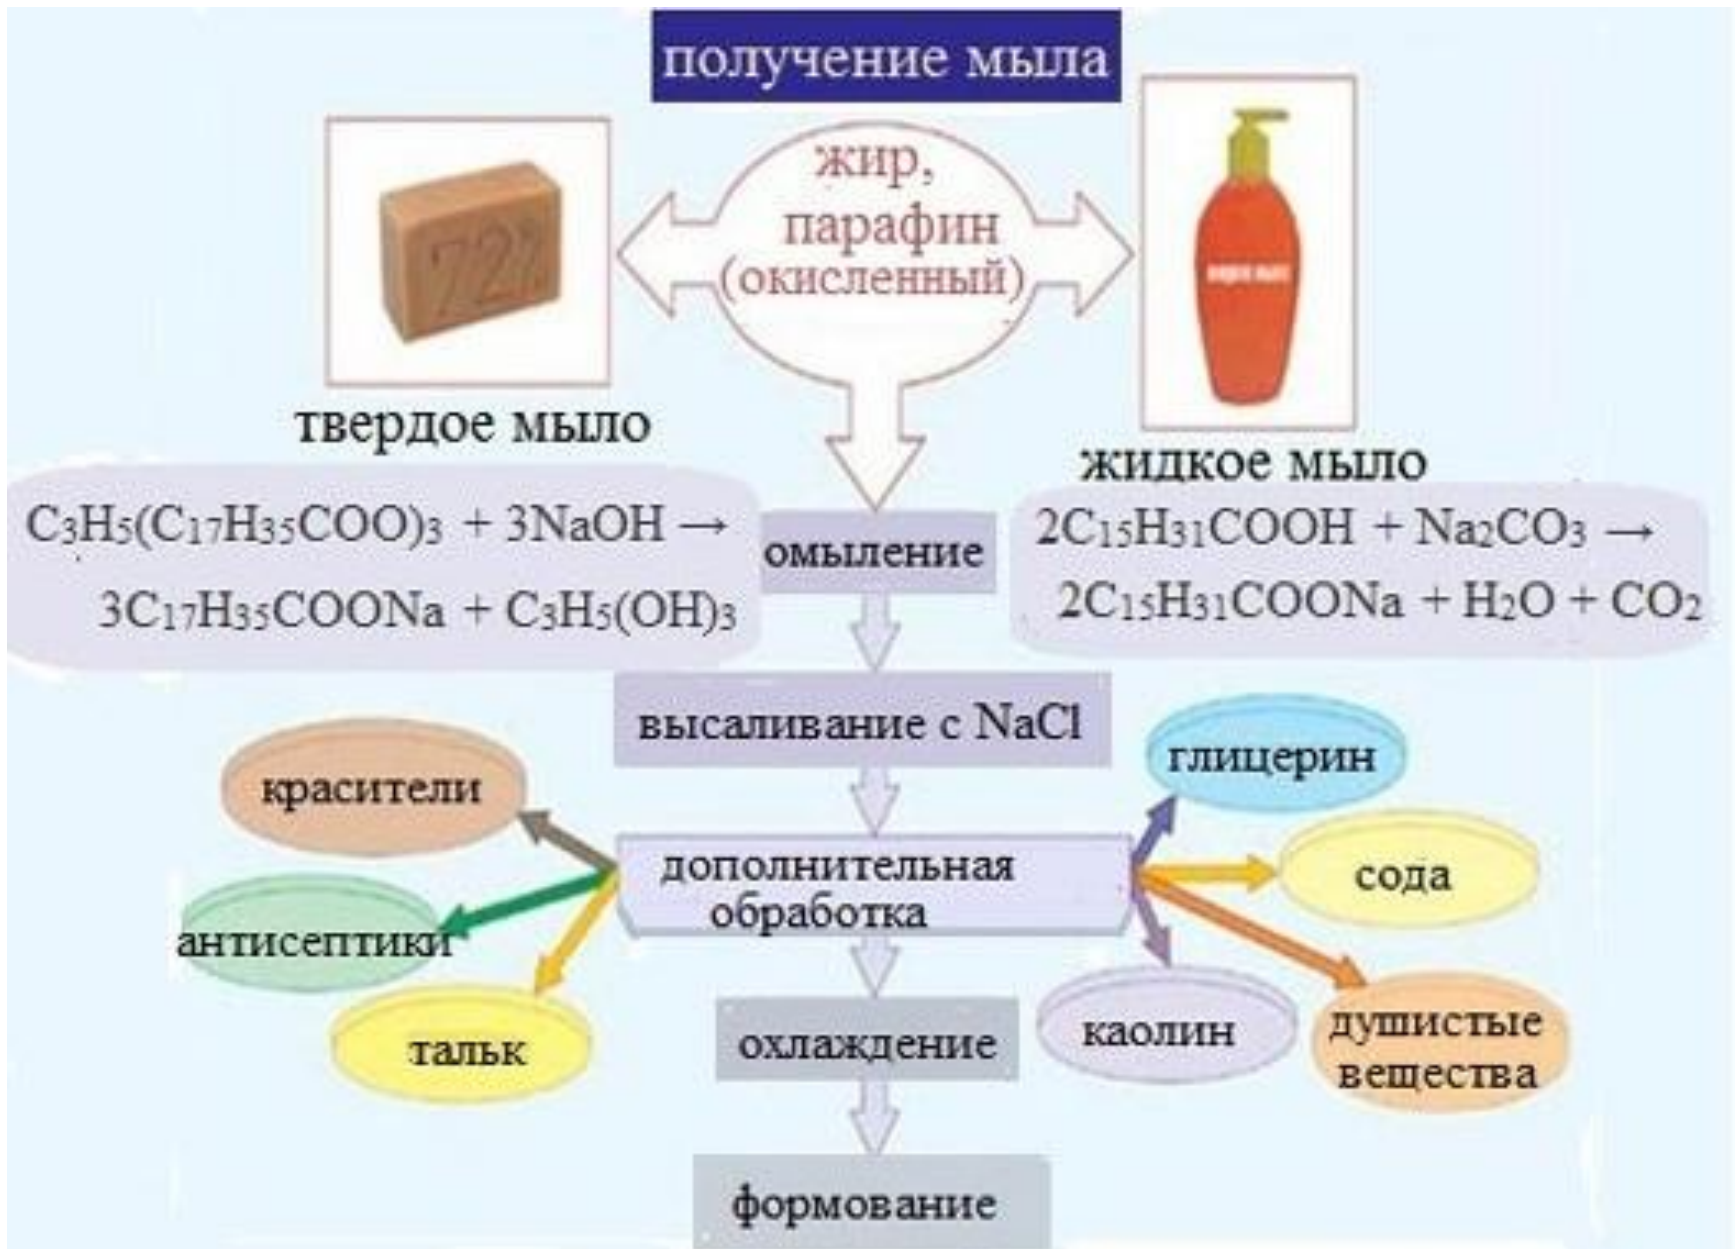 получение мыла
жир,
парафин
(окисленный)
72%
твердое мыло
жидкое мыло
C₃H₅(C₁₇H₃₅COO)₃ + 3NaOH →
3C₁₇H₃₅COONa + C₃H₅(OH)₃
омыление
2C₁₅H₃₁COOH + Na₂CO₃ →
2C₁₅H₃₁COONa + H₂O + CO₂
высаливание с NaCl
красители
глицерин
дополнительная
обработка
сода
антисептики
тальк
охлаждение
каолин
душистые
вещества
формование